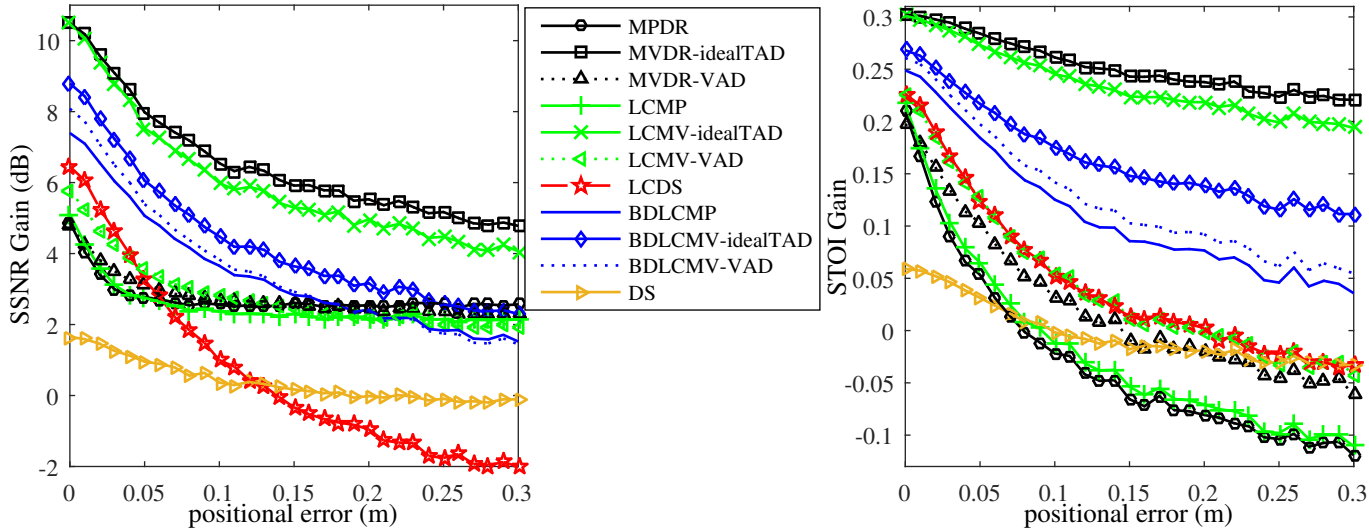 SSNR Gain (dB)
10
8
6
4
2
0
-2
0
0.05
0.1
0.15
0.2
0.25
0.3
positional error (m)
MPDR
MVDR-idealTAD
MVDR-VAD
LCMP
LCMV-idealTAD
LCMV-VAD
LCDS
BDLCMP
BDLCMV-idealTAD
BDLCMV-VAD
DS
STOI Gain
0.3
0.25
0.2
0.15
0.1
0.05
0
-0.05
-0.1
0
0.05
0.1
0.15
0.2
0.25
0.3
positional error (m)